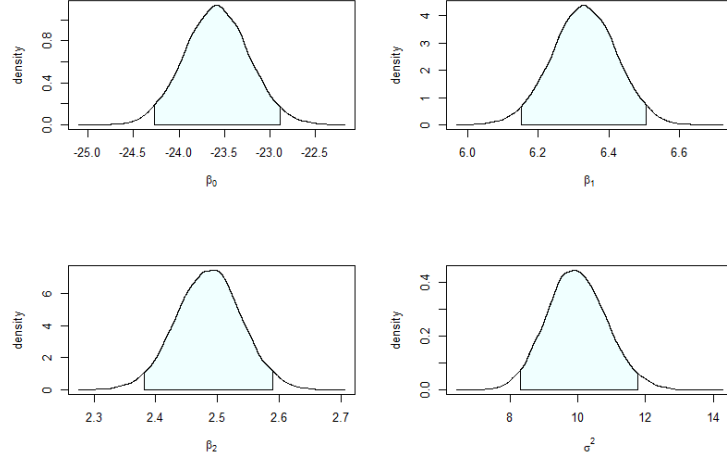 density
0.0 0.4 0.8
-25.0 -24.5 -24.0 -23.5 -23.0 -22.5
β0
density
0 1 2 3 4
6.0 6.2 6.4 6.6
β1
density
0 2 4 6
2.3 2.4 2.5 2.6 2.7
β2
density
0.0 0.2 0.4
8 10 12 14
σ2